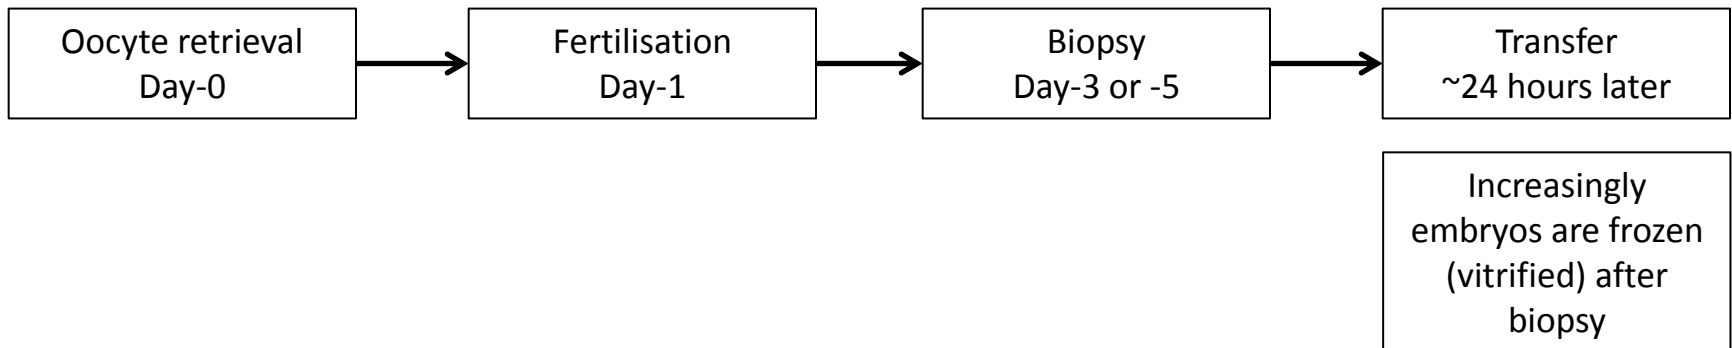 Oocyte retrieval
Day-0
Fertilisation
Day-1
Biopsy
Day-3 or -5
Transfer
~24 hours later
Increasingly
embryos are frozen
(vitrified) after
biopsy